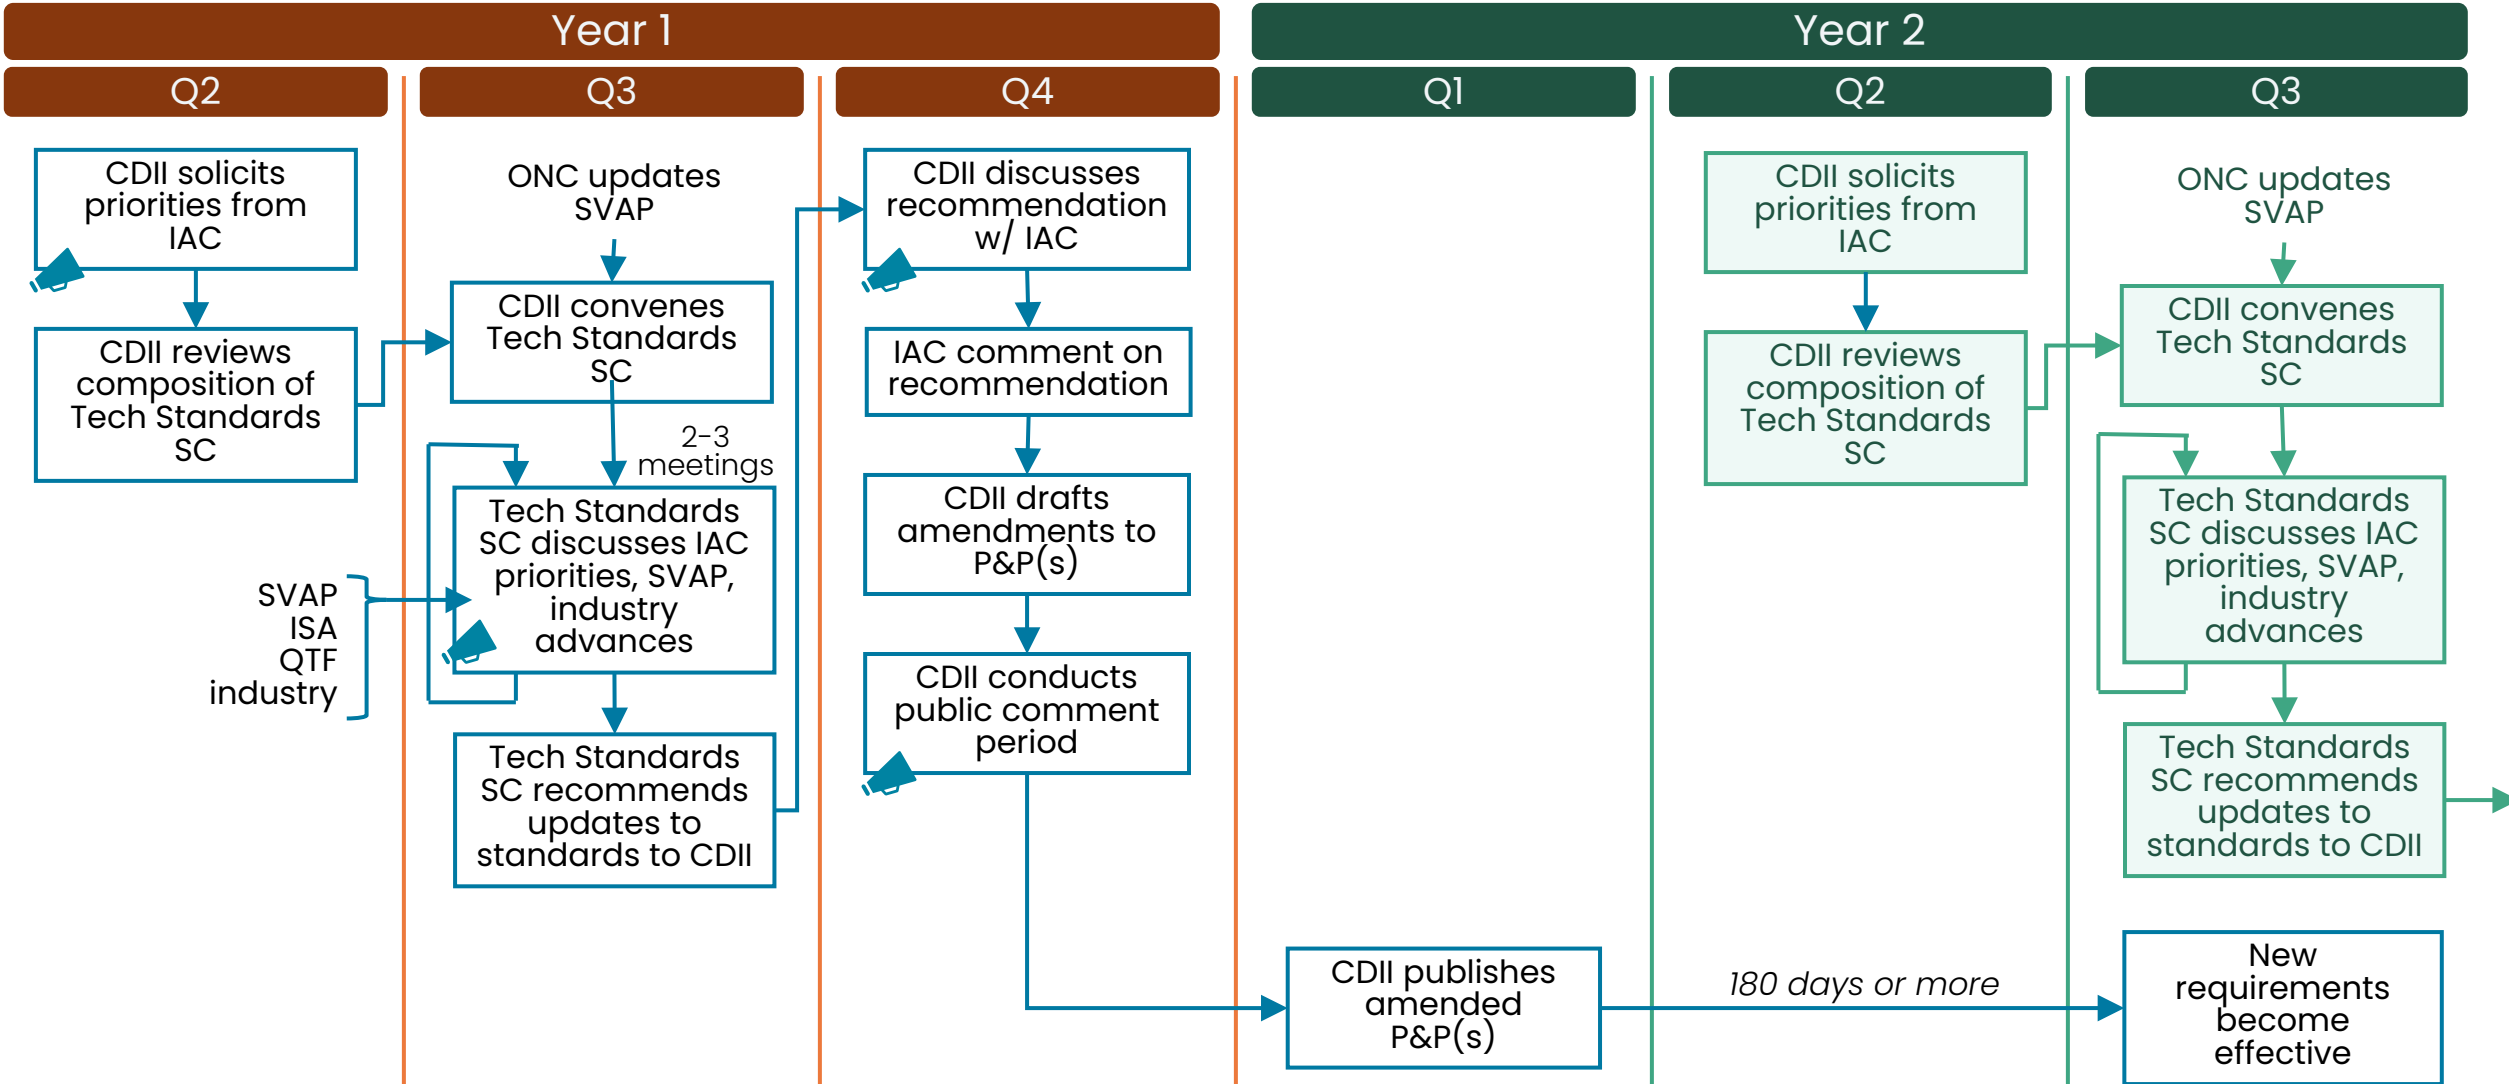 Year 1
Year 2
Q2
Q3
Q4
Q1
Q2
Q3
CDII solicits
priorities from
IAC
CDII reviews
composition of
Tech Standards
SC
SVAP
ISA
QTF
industry
ONC updates
SVAP
CDII convenes
Tech Standards
SC
2-3
meetings
Tech Standards
SC discusses IAC
priorities, SVAP,
industry
advances
Tech Standards
SC recommends
updates to
standards to CDII
CDII discusses
recommendation
w/ IAC
IAC comment on
recommendation
CDII drafts
amendments to
P&P(s)
CDII conducts
public comment
period
CDII publishes
amended
P&P(s)
180 days or more
CDII solicits
priorities from
IAC
CDII reviews
composition of
Tech Standards
SC
ONC updates
SVAP
CDII convenes
Tech Standards
SC
Tech Standards
SC discusses IAC
priorities, SVAP,
industry
advances
Tech Standards
SC recommends
updates to
standards to CDII
New
requirements
become
effective